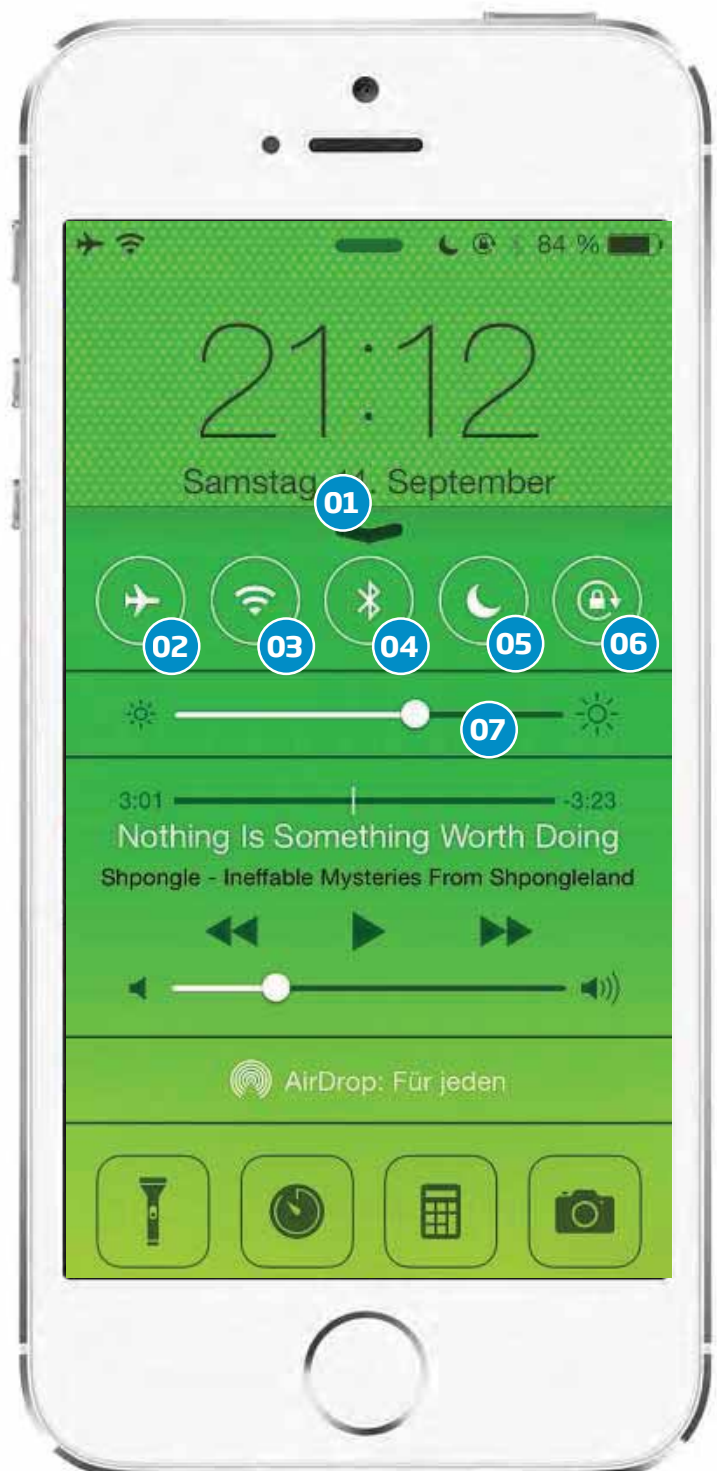 84 %
21:12
Samstag, 11. September
01
02
03
04
05
06
07
3:01 -3:23
Nothing Is Something Worth Doing
Shpongle - Ineffable Mysteries From Shpongleland
AirDrop: Für jeden